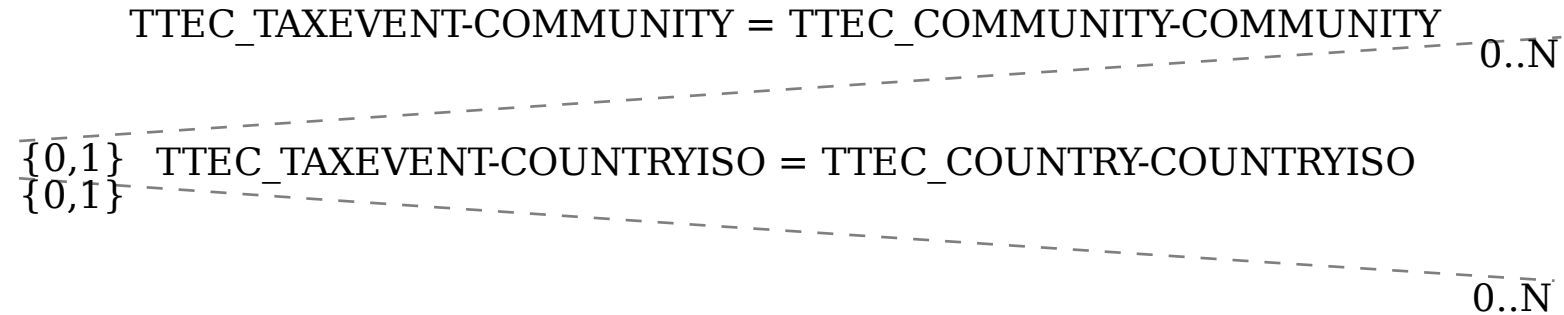 TTEC_TAXEVENT-COMMUNITY = TTEC_COMMUNITY-COMMUNITY
0..N
{0,1}
TTEC_TAXEVENT-COUNTRYISO = TTEC_COUNTRY-COUNTRYISO
{0,1}
0..N